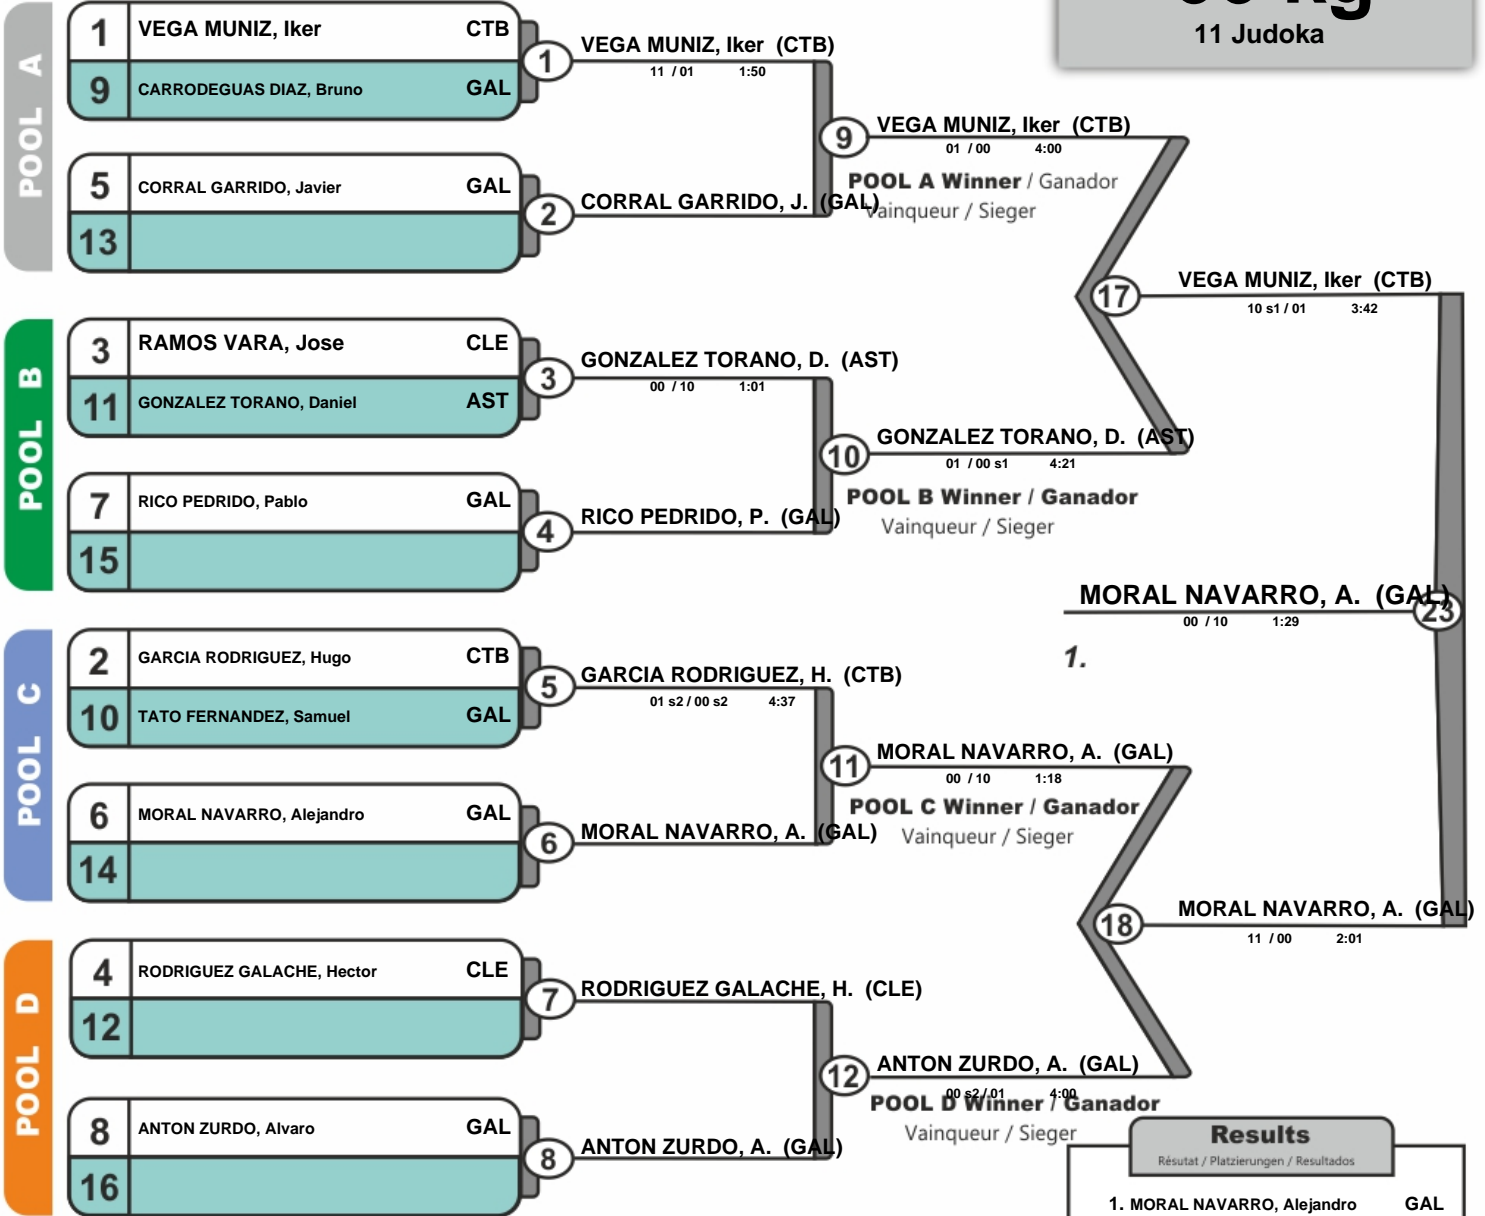 11 Judoka
POOL A
1 VEGA MUNIZ, Iker CTB
9 CARRODEGUAS DIAZ, Bruno GAL
1 VEGA MUNIZ, Iker (CTB)
11 / 01 1:50
5 CORRAL GARRIDO, Javier GAL
13
2 CORRAL GARRIDO, J. (GAL)
9 VEGA MUNIZ, Iker (CTB)
01 / 00 4:00
POOL A Winner / Ganador
Vainqueur / Sieger
POOL B
3 RAMOS VARA, Jose CLE
11 GONZALEZ TORANO, Daniel AST
3 GONZALEZ TORANO, D. (AST)
00 / 10 1:01
7 RICO PEDRIDO, Pablo GAL
15
4 RICO PEDRIDO, P. (GAL)
10 GONZALEZ TORANO, D. (AST)
01 / 00 s1 4:21
POOL B Winner / Ganador
Vainqueur / Sieger
17 VEGA MUNIZ, Iker (CTB)
10 s1 / 01 3:42
MORAL NAVARRO, A. (GAL) 23
00 / 10 1:29
1.
POOL C
2 GARCIA RODRIGUEZ, Hugo CTB
10 TATO FERNANDEZ, Samuel GAL
5 GARCIA RODRIGUEZ, H. (CTB)
01 s2 / 00 s2 4:37
6 MORAL NAVARRO, Alejandro GAL
14
6 MORAL NAVARRO, A. (GAL)
11 MORAL NAVARRO, A. (GAL)
00 / 10 1:18
POOL C Winner / Ganador
Vainqueur / Sieger
POOL D
4 RODRIGUEZ GALACHE, Hector CLE
12
7 RODRIGUEZ GALACHE, H. (CLE)
8 ANTON ZURDO, Alvaro GAL
16
8 ANTON ZURDO, A. (GAL)
12 ANTON ZURDO, A. (GAL)
00 s2 / 01 4:00
POOL D Winner / Ganador
Vainqueur / Sieger
18 MORAL NAVARRO, A. (GAL)
11 / 00 2:01
Results
Résutat / Platzierungen / Resultados
1. MORAL NAVARRO, Alejandro GAL